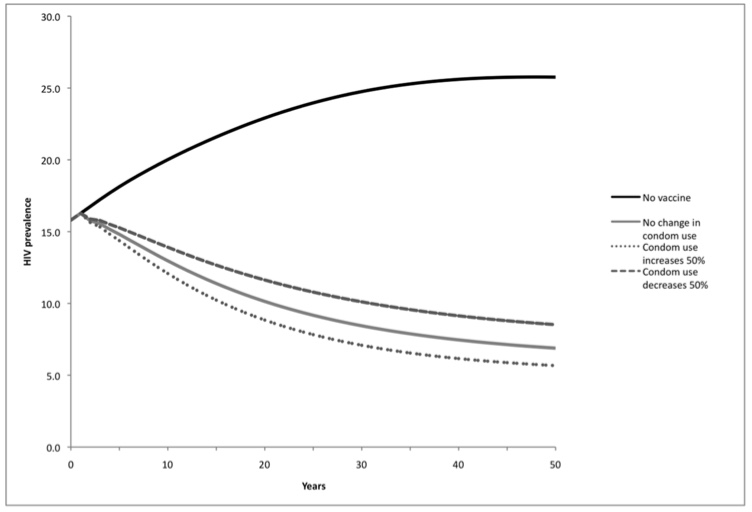 30.0
25.0
20.0
15.0
10.0
5.0
0.0
HIV prevalence
0
10
20
30
40
50
Years
No vaccine
No change in
condom use
Condom use
increases 50%
Condom use
decreases 50%